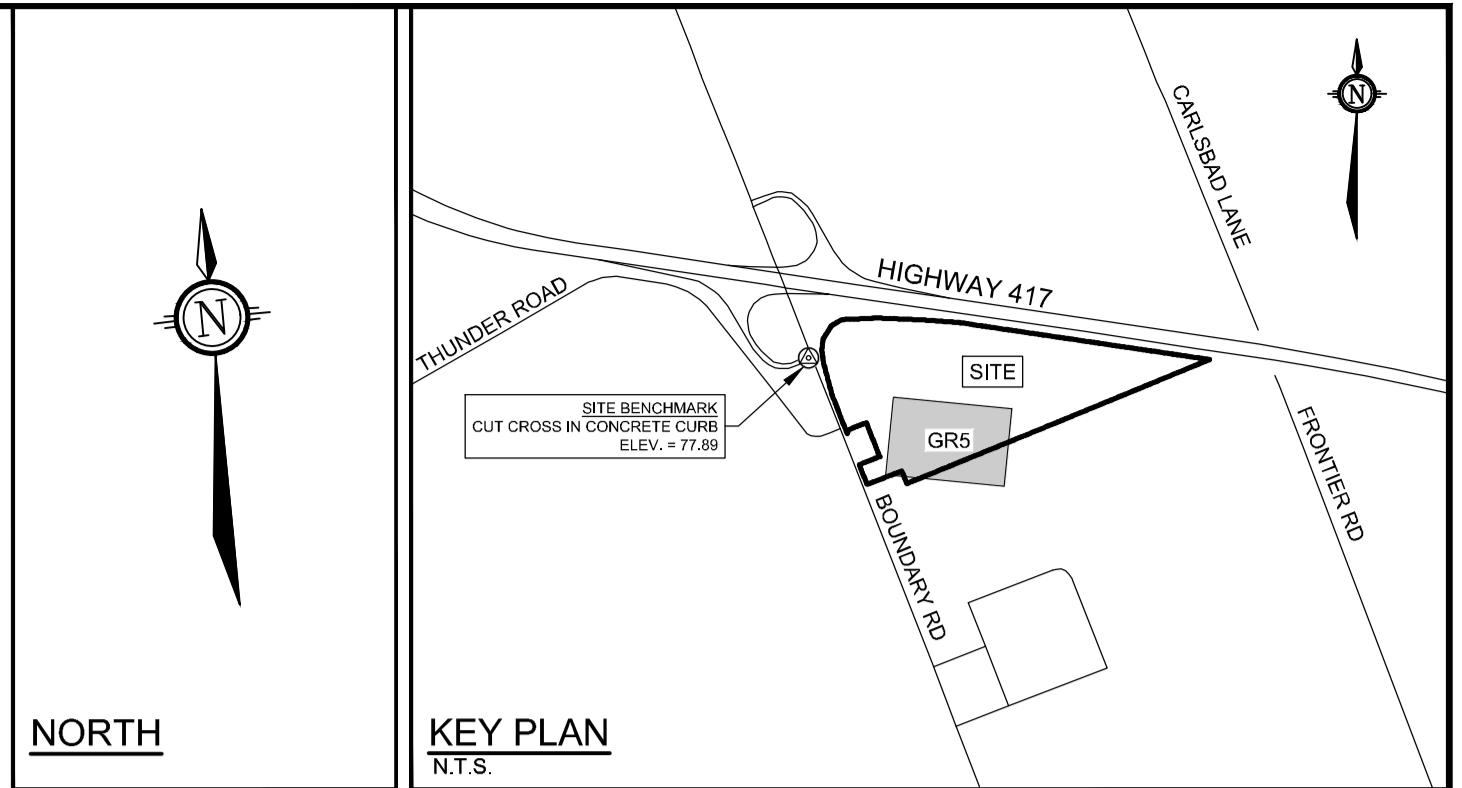 N
NORTH
N
CARLSBAD LANE
HIGHWAY 417
THUNDER ROAD
SITE
SITE BENCHMARK
CUT CROSS IN CONCRETE CURB
ELEV. = 77.89
GR5
FRONTIER RD
BOUNDARY RD
KEY PLAN
N.T.S.